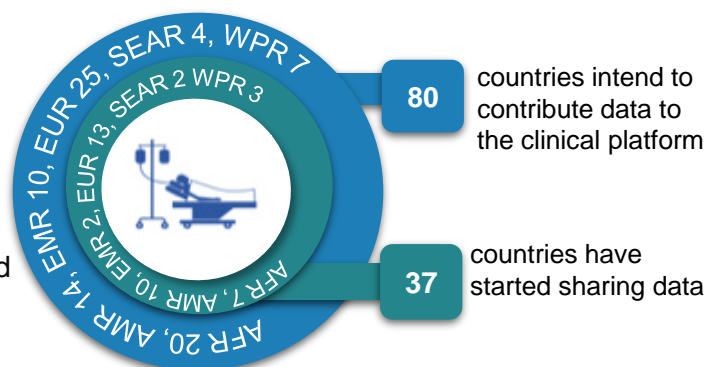 AFR 20, AMR 14, EMR 10, EUR 25, SEAR 4, WPR 7
AFR 7, AMR 10, EMR 2, EUR 13, SEAR 2 WPR 3
80
countries intend to
contribute data to
the clinical platform
d
37
countries have
started sharing data